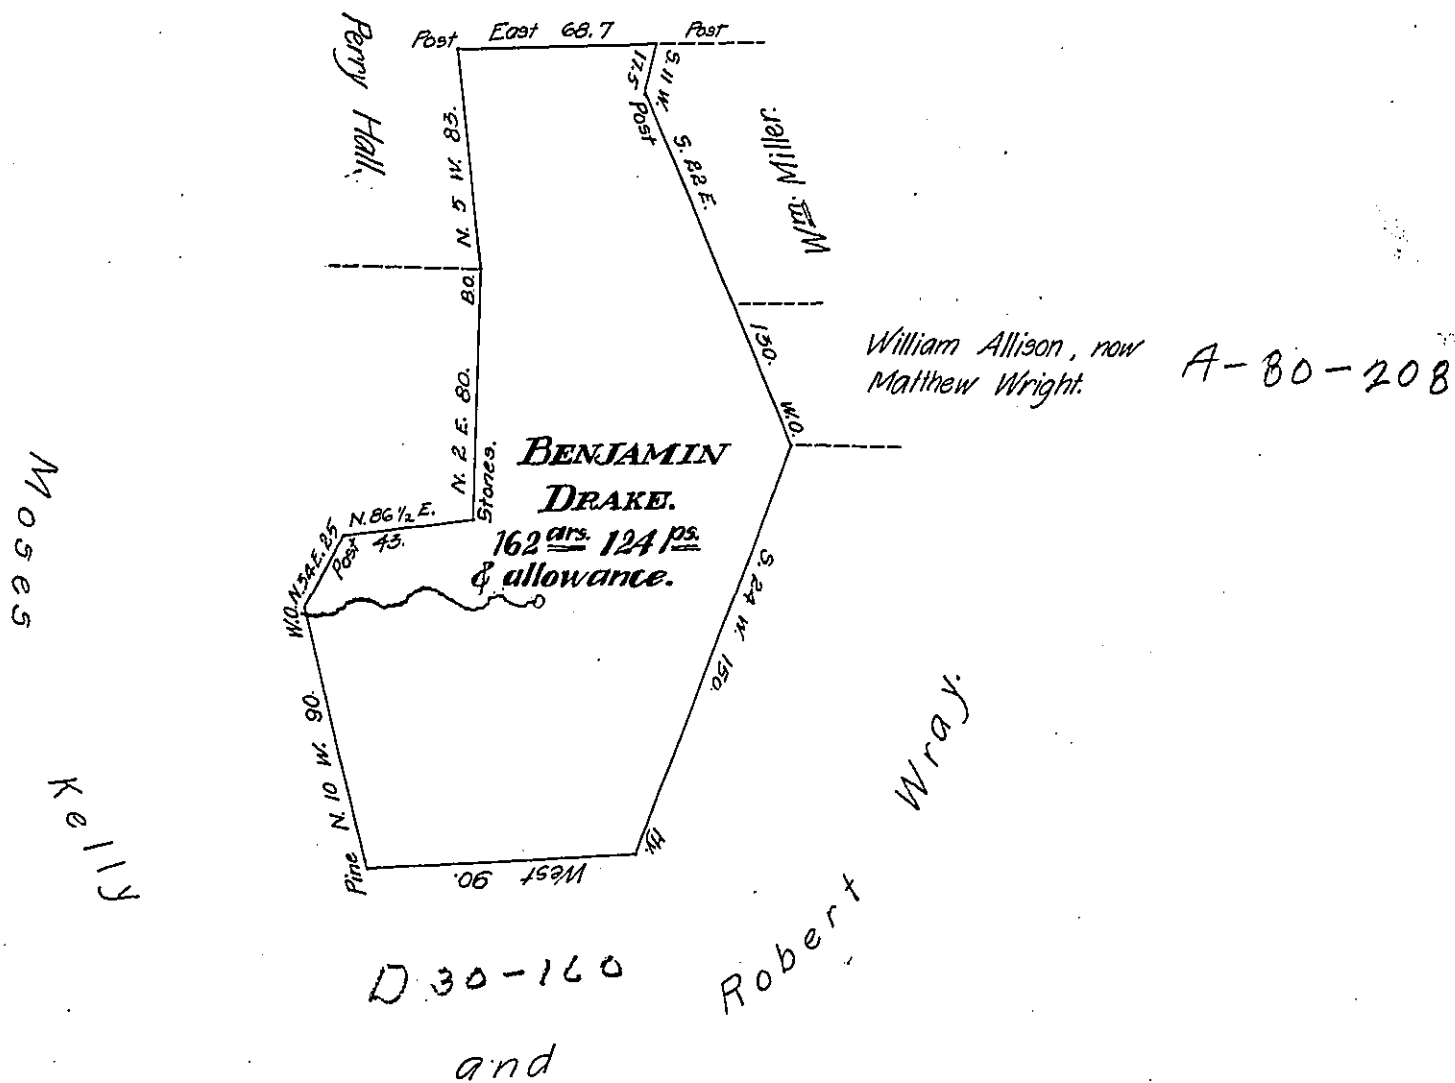 Post East 68.7 Post
S. 11 W.
17.5 Post
Perry Hall.
N. 5 W. 83.
S. 22 E. 130.
Wm Miller.
B.O.
William Allison, now
Matthew Wright.
A-80-208
W.O.
N. 2 E. 80.
Stones.
BENJAMIN
DRAKE.
162 ars. 124 ps.
& allowance.
N. 86 1/2 E.
43.
Post
W.O. N. 34 E. 25
S. 24 W. 150.
Moses
Kelly
N. 10 W. 90.
Pine
West 90.
Hy.
Robert
Wray.
D 30-160
and